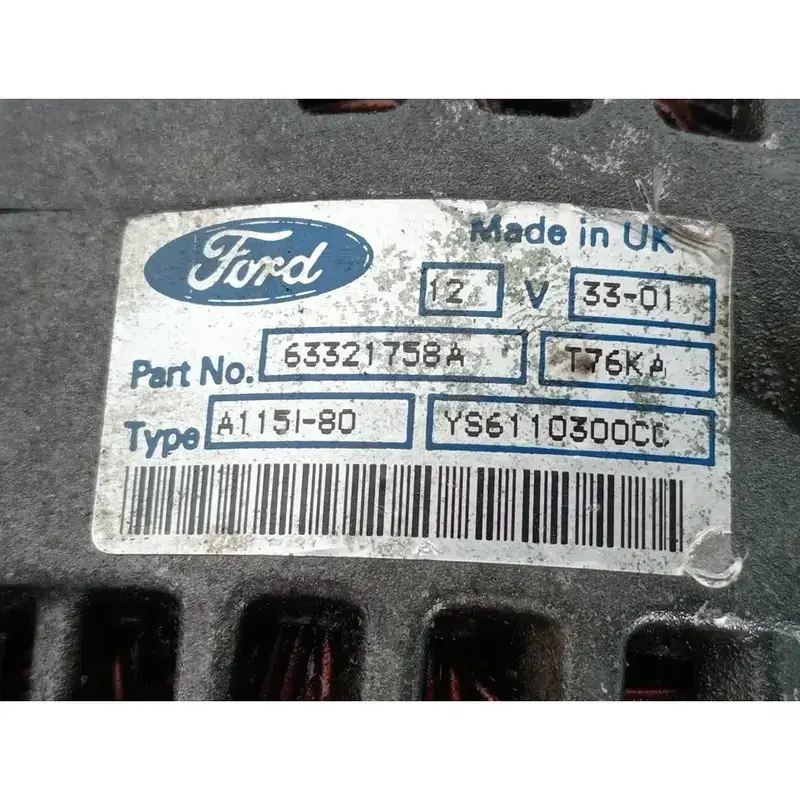 Ford
Made in UK
12 V 33-01
Part No. 63321758A T76KA
Type A115I-80 YS6110300CC